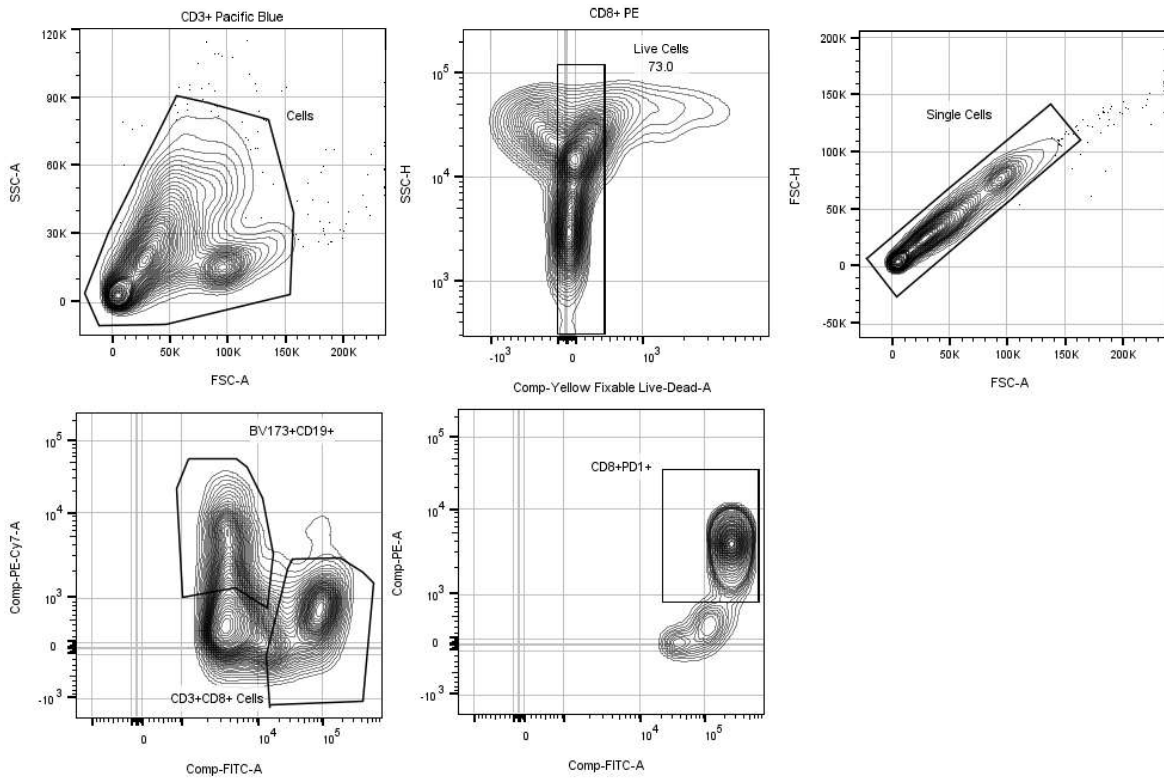 CD3+ Pacific Blue
120K
90K
60K
30K
0
SSC-A
Cells
0 50K 100K 150K 200K
FSC-A
CD8+ PE
Live Cells
73.0
10^5
10^4
10^3
SSC-H
-10^3 0 10^3
Comp-Yellow Fixable Live-Dead-A
200K
150K
100K
50K
0
-50K
FSC-H
Single Cells
0 50K 100K 150K 200K
FSC-A
BV173+CD19+
10^5
10^4
10^3
0
-10^3
Comp-PE-Cy7-A
CD3+CD8+ Cells
0 10^4 10^5
Comp-FITC-A
CD8+PD1+
10^5
10^4
10^3
0
-10^3
Comp-PE-A
0 10^4 10^5
Comp-FITC-A